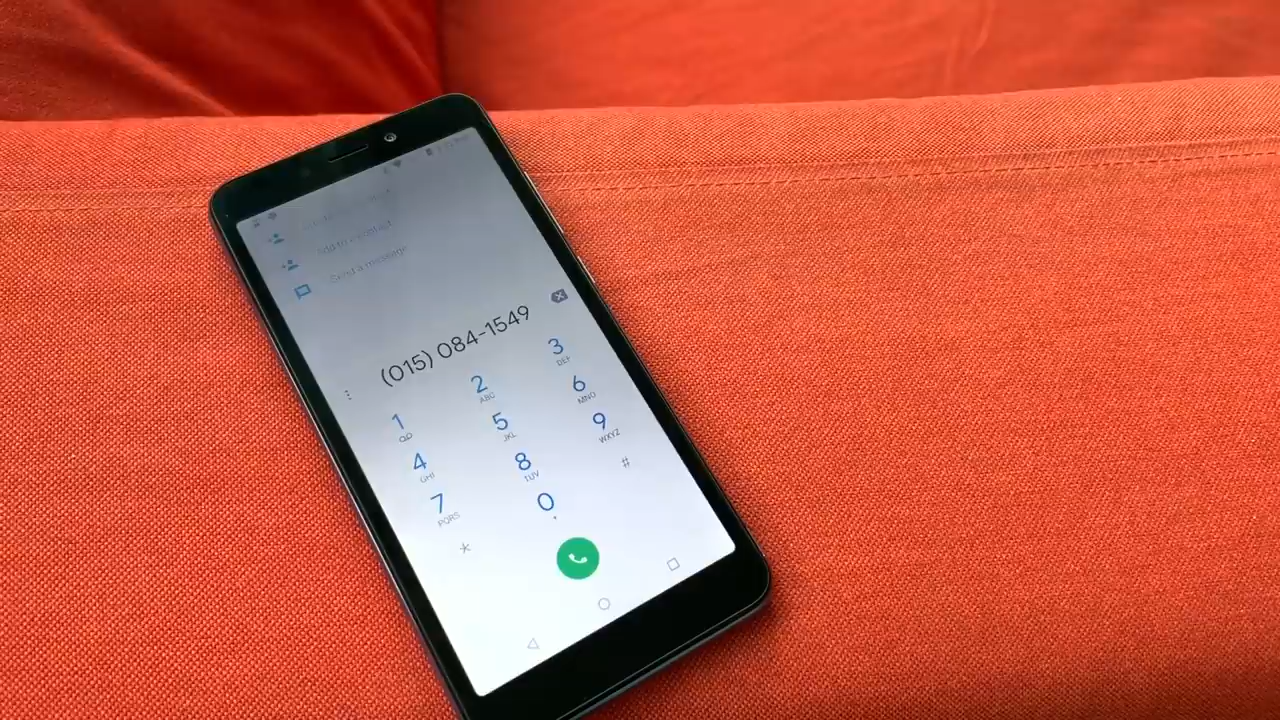 Add to a contact
Send a message
(015) 084-1549
1
2 ABC
3 DEF
4 GHI
5 JKL
6 MNO
7 PQRS
8 TUV
9 WXYZ
*
0 +
#